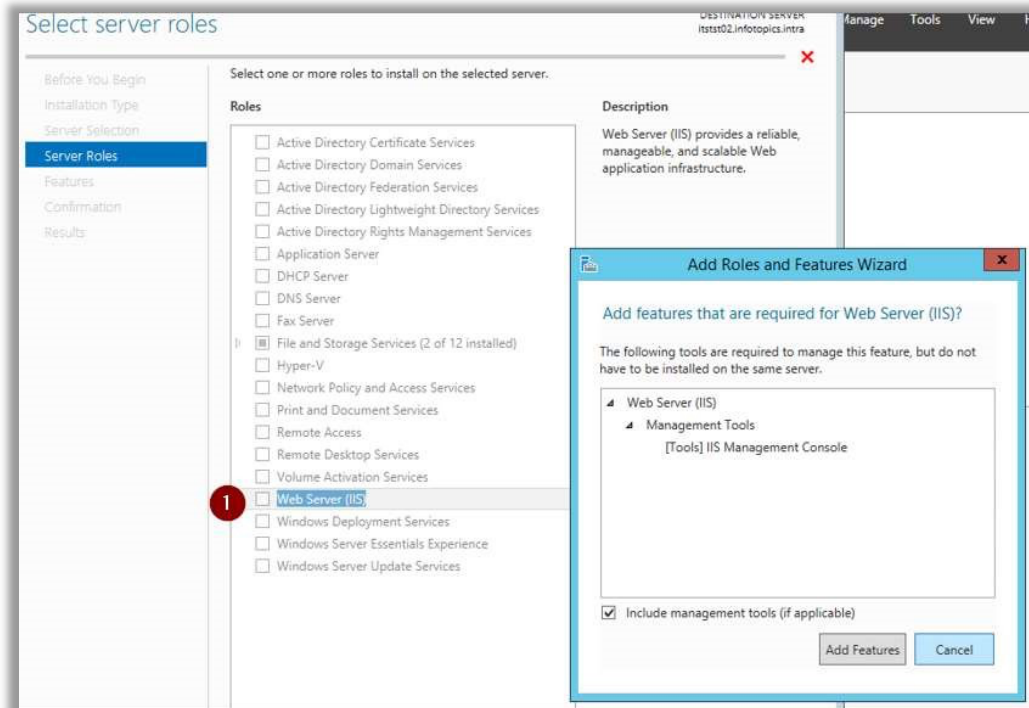 Select server roles
DESTINATION SERVER
itstst02.infotopics.intra
Manage Tools View
Before You Begin
Installation Type
Server Selection
Server Roles
Features
Confirmation
Results
Select one or more roles to install on the selected server.
Roles
Active Directory Certificate Services
Active Directory Domain Services
Active Directory Federation Services
Active Directory Lightweight Directory Services
Active Directory Rights Management Services
Application Server
DHCP Server
DNS Server
Fax Server
File and Storage Services (2 of 12 installed)
Hyper-V
Network Policy and Access Services
Print and Document Services
Remote Access
Remote Desktop Services
Volume Activation Services
1
Web Server (IIS)
Windows Deployment Services
Windows Server Essentials Experience
Windows Server Update Services
Description
Web Server (IIS) provides a reliable,
manageable, and scalable Web
application infrastructure.
Add Roles and Features Wizard
x
Add features that are required for Web Server (IIS)?
The following tools are required to manage this feature, but do not
have to be installed on the same server.
Web Server (IIS)
Management Tools
[Tools] IIS Management Console
Include management tools (if applicable)
Add Features
Cancel